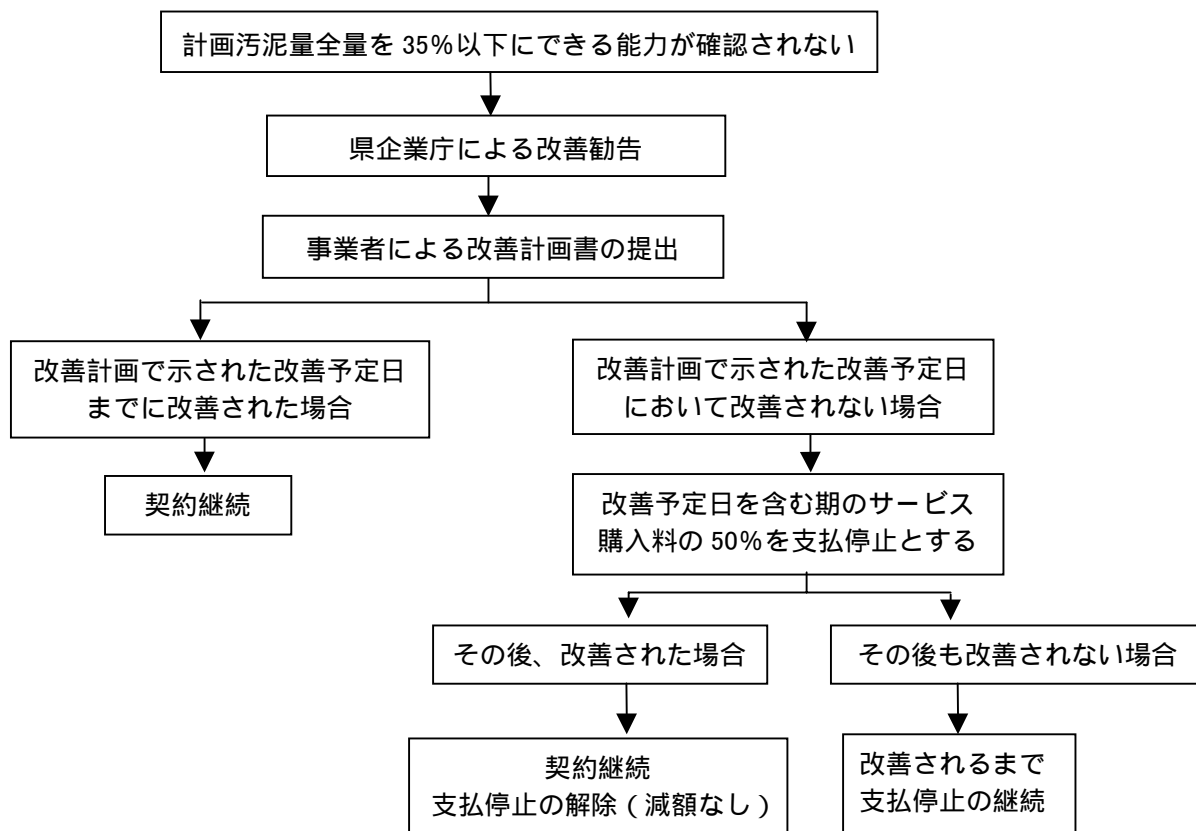 計画汚泥量全量を 35%以下にできる能力が確認されない
県企業庁による改善勧告
事業者による改善計画書の提出
改善計画で示された改善予定日
までに改善された場合
改善計画で示された改善予定日
において改善されない場合
契約継続
改善予定日を含む期のサービス
購入料の 50%を支払停止とする
その後、改善された場合
その後も改善されない場合
契約継続
支払停止の解除（減額なし）
改善されるまで
支払停止の継続